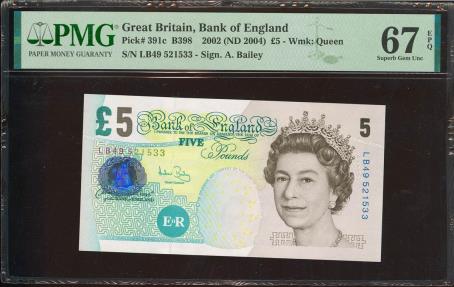 PMG
PAPER MONEY GUARANTY
Great Britain, Bank of England
Pick# 391c B398 2002 (ND 2004) £5 - Wmk: Queen
S/N LB49 521533 - Sign. A. Bailey
67 EPQ
Superb Gem Unc
£5
Bank of England
5
LB49 521533
FIVE
Pounds
LB49 521533
E II R